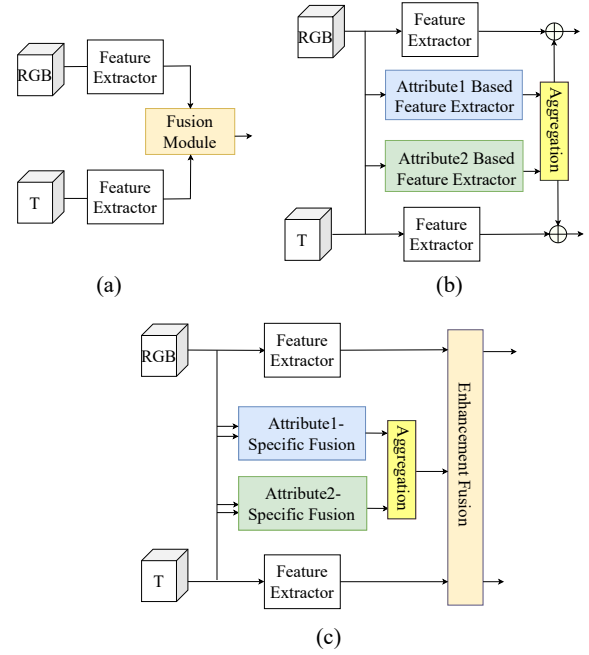 RGB
Feature
Extractor
Fusion
Module
T
Feature
Extractor
(a)
RGB
Feature
Extractor
Attribute1 Based
Feature Extractor
Attribute2 Based
Feature Extractor
Aggregation
T
Feature
Extractor
(b)
RGB
Feature
Extractor
Attribute1-
Specific Fusion
Attribute2-
Specific Fusion
Aggregation
Enhancement Fusion
T
Feature
Extractor
(c)